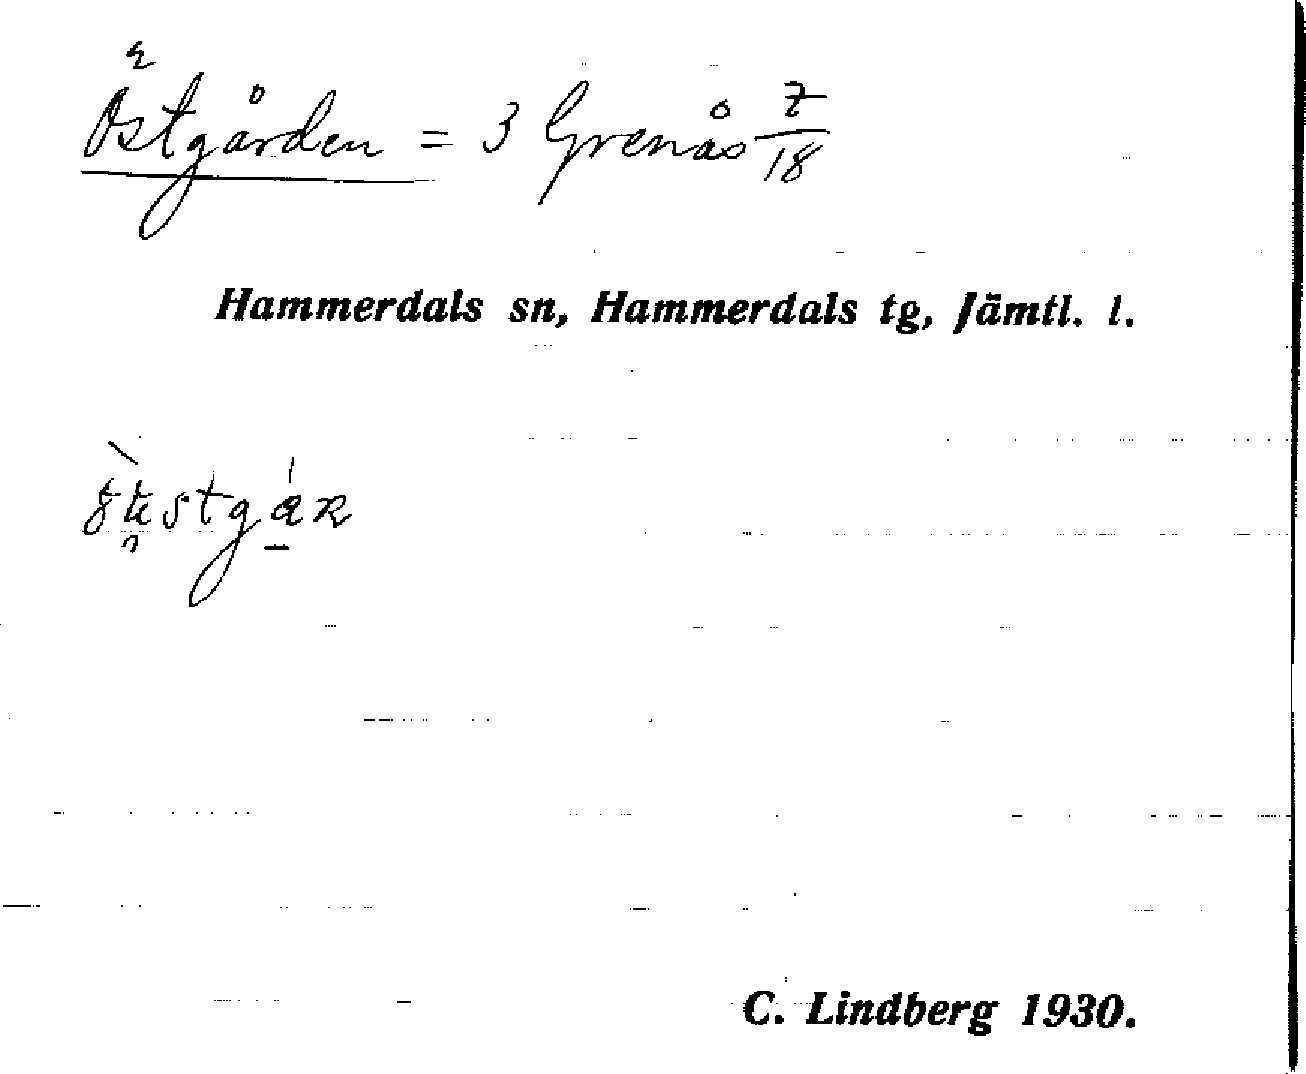 Östgården = 3 Grenås 7/18
Hammerdals sn, Hammerdals tg, Jämtl. l.
C. Lindberg 1930.